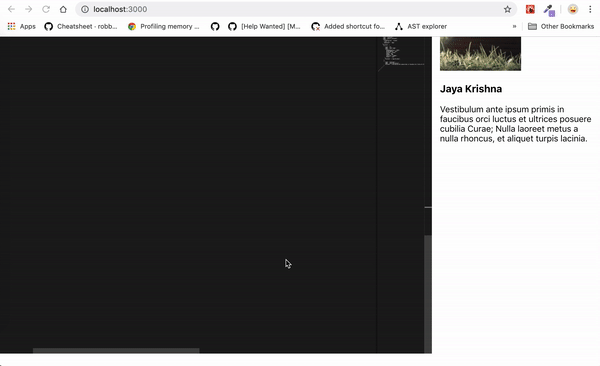 localhost:3000
Apps
Cheatsheet - robb...
Profiling memory ...
[Help Wanted] [M...
Added shortcut fo...
AST explorer
»
Other Bookmarks
Jaya Krishna
Vestibulum ante ipsum primis in
faucibus orci luctus et ultrices posuere
cubilia Curae; Nulla laoreet metus a
nulla rhoncus, et aliquet turpis lacinia.